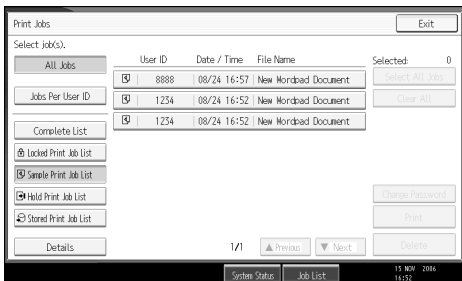 Print Jobs
Exit
Select job(s).
All Jobs
User ID Date / Time File Name
Selected: 0
8888 08/24 16:57 New Wordpad Document
Select All Jobs
Jobs Per User ID
1234 08/24 16:52 New Wordpad Document
Clear All
1234 08/24 16:52 New Wordpad Document
Complete List
Locked Print Job List
Sample Print Job List
Hold Print Job List
Change Password
Stored Print Job List
Print
Details
1/1
▲ Previous
▼ Next
Delete
System Status
Job List
15 NOV 2006
16:52